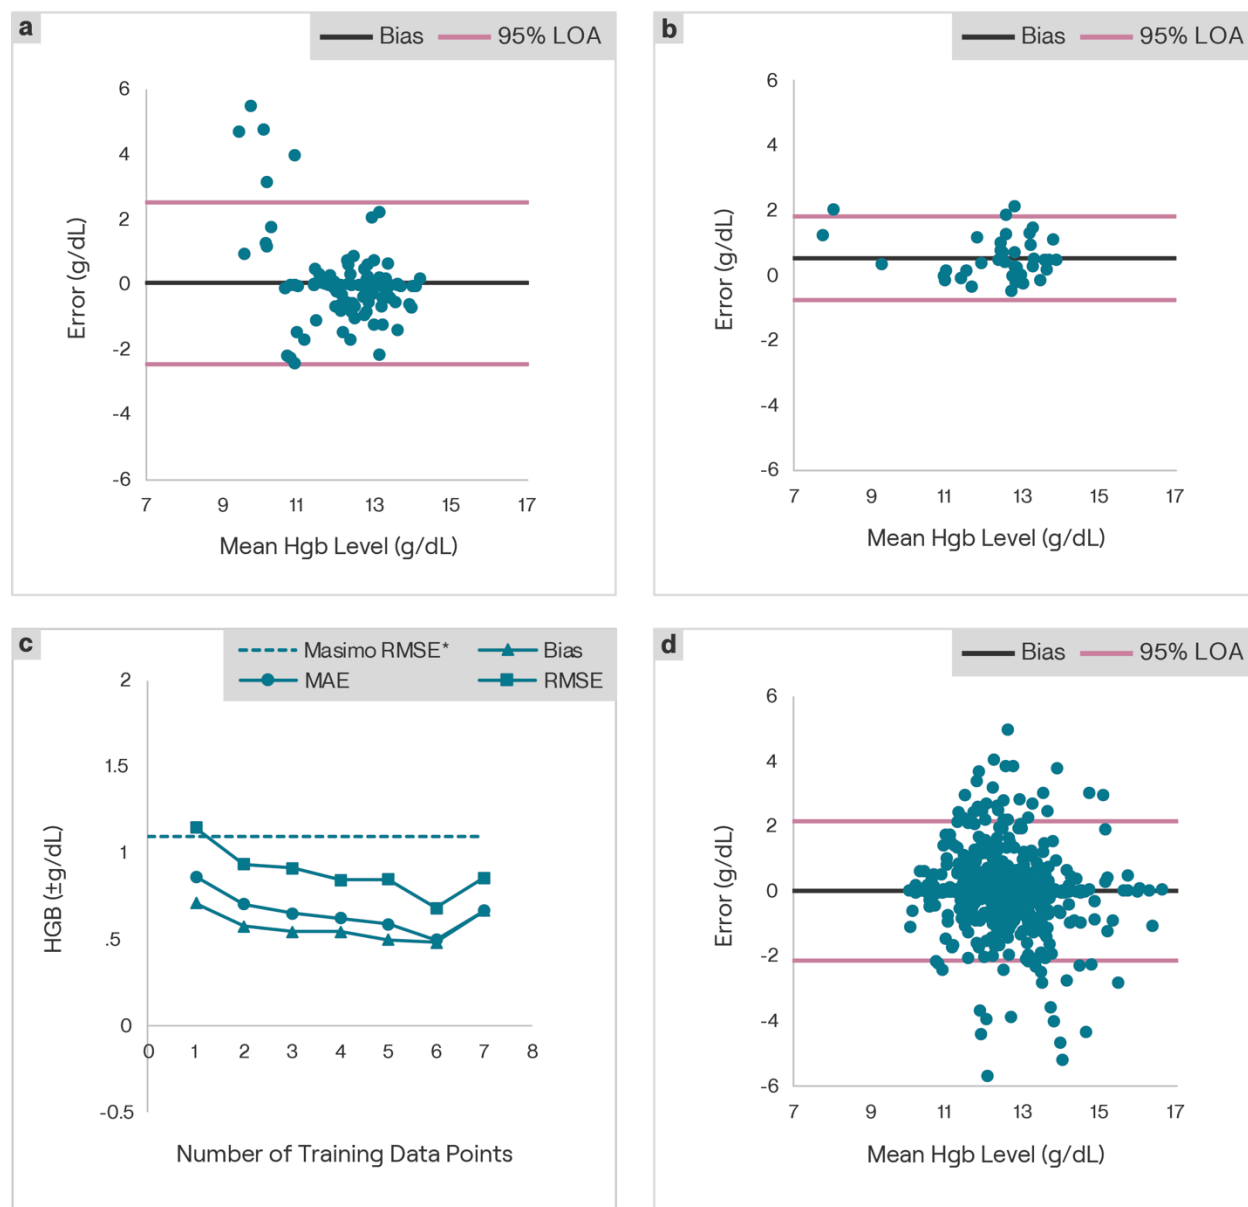 a
Bias 95% LOA
6
4
2
0
-2
-4
-6
7 9 11 13 15 17
Error (g/dL)
Mean Hgb Level (g/dL)
b
Bias 95% LOA
6
4
2
0
-2
-4
-6
7 9 11 13 15 17
Error (g/dL)
Mean Hgb Level (g/dL)
c
Masimo RMSE* Bias
MAE RMSE
2
1.5
1
.5
0
-0.5
0 1 2 3 4 5 6 7 8
HGB (±g/dL)
Number of Training Data Points
d
Bias 95% LOA
6
4
2
0
-2
-4
-6
7 9 11 13 15 17
Error (g/dL)
Mean Hgb Level (g/dL)